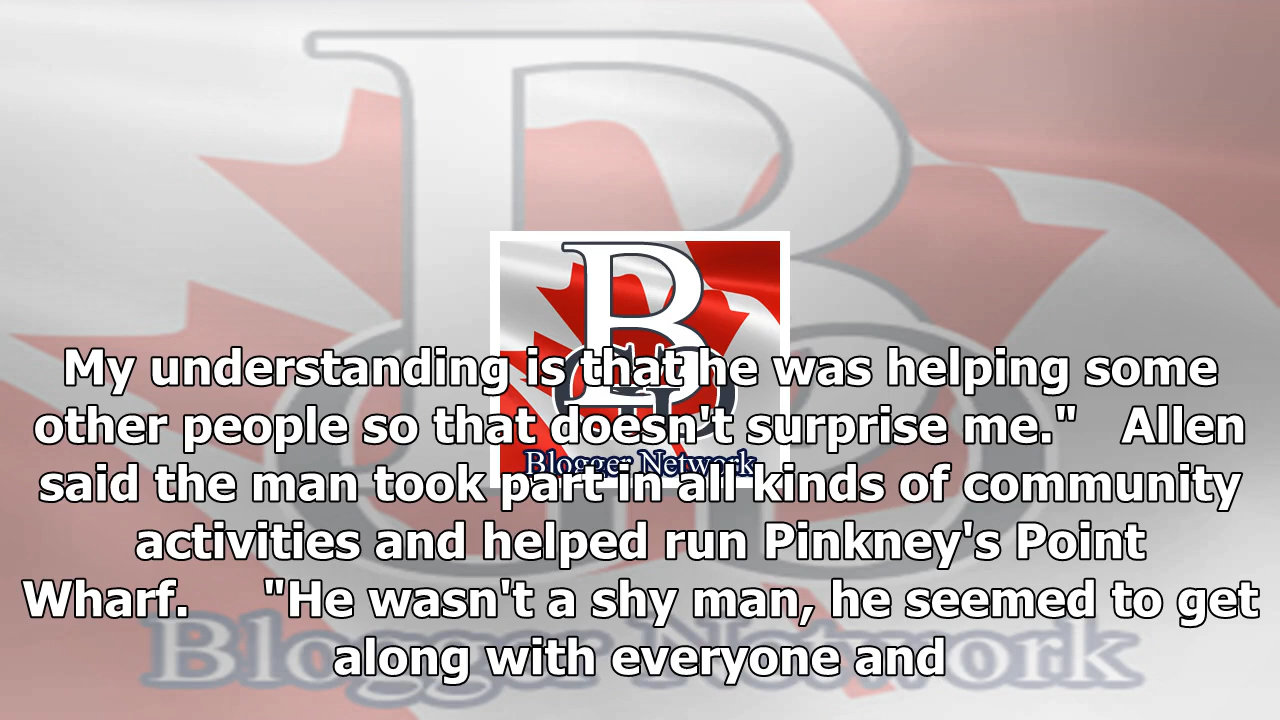 My understanding is that he was helping some
other people so that doesn't surprise me."   Allen
said the man took part in all kinds of community
activities and helped run Pinkney's Point
Wharf.     "He wasn't a shy man, he seemed to get
along with everyone and
Blogger Network
Blogger Network